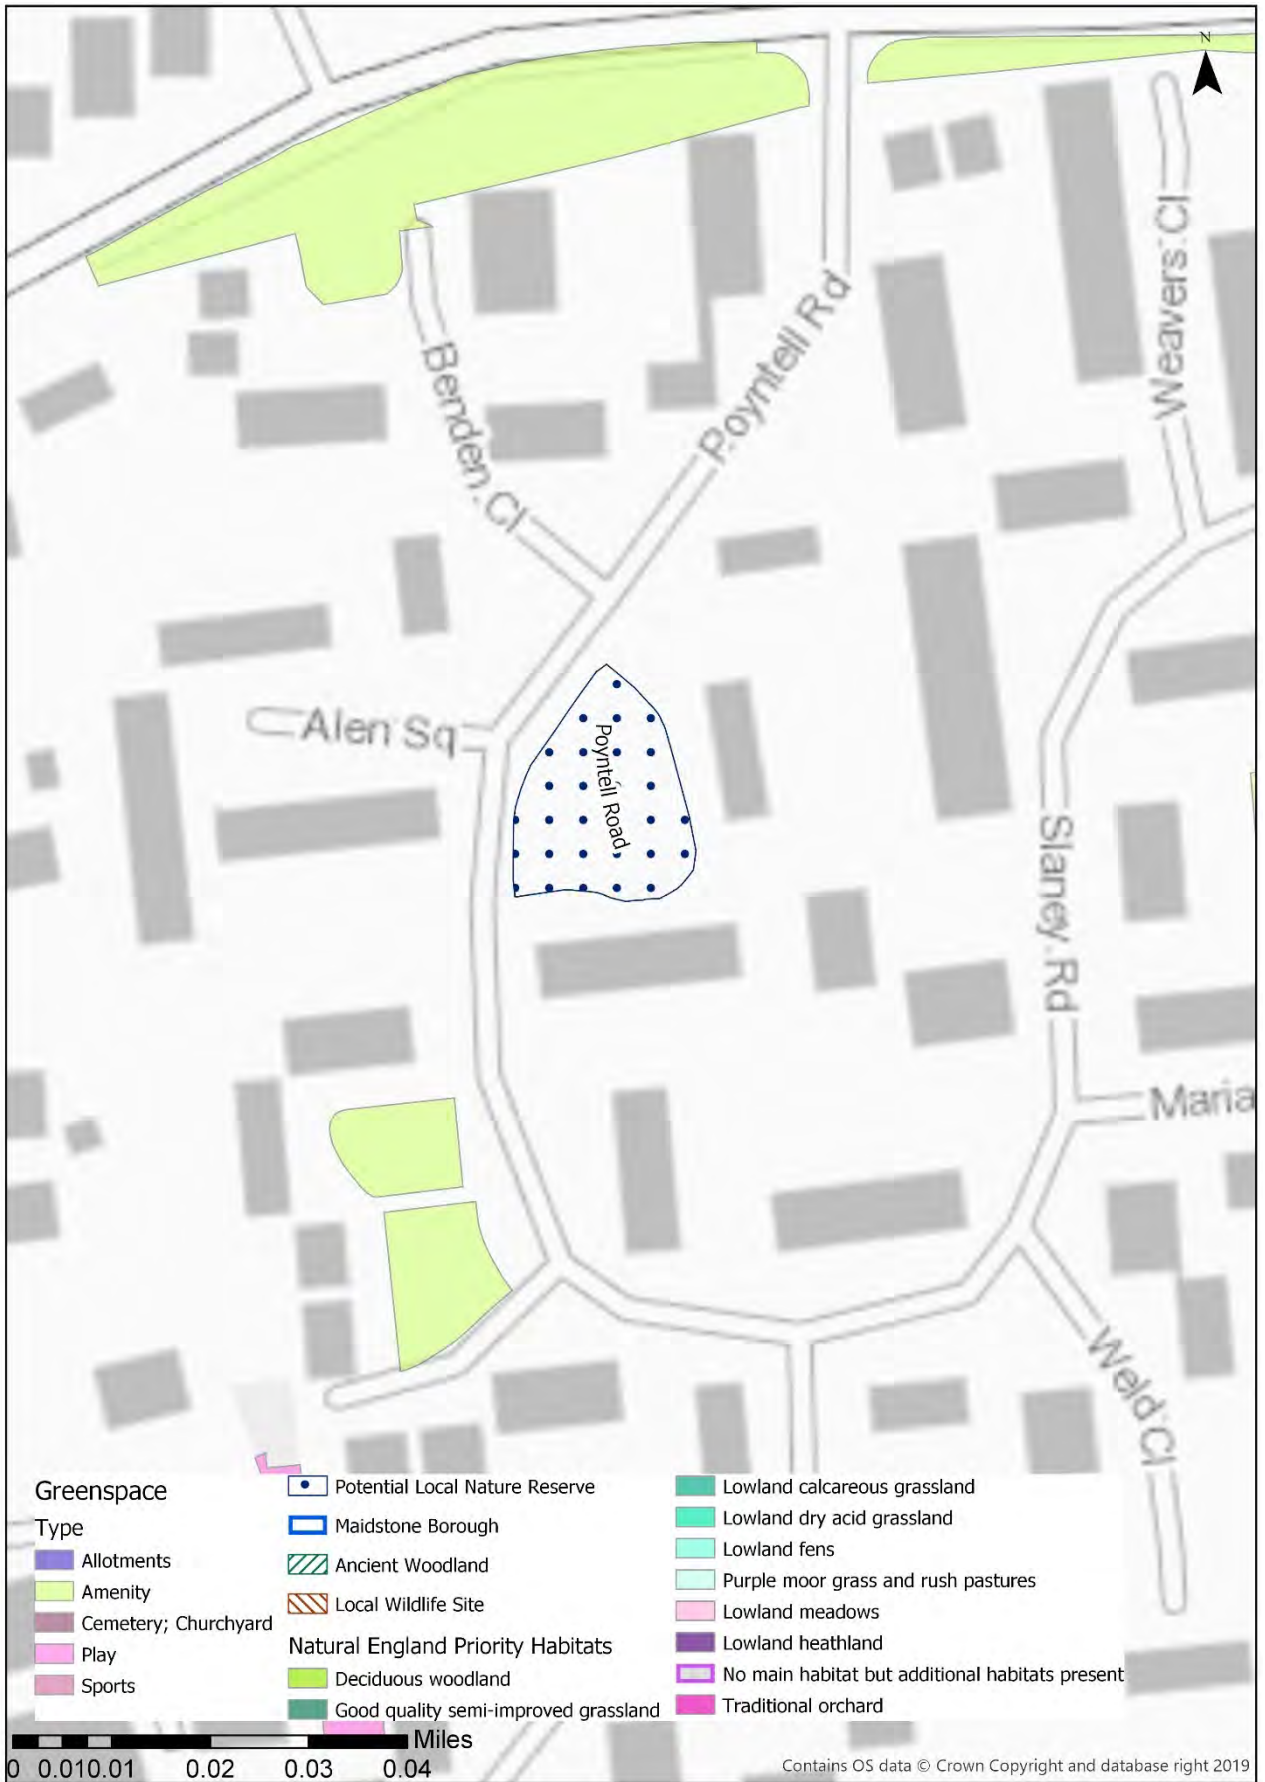 N
Weavers Cl
Poyntell Rd
Benden Cl
Alen Sq
Poyntell Road
Slaney Rd
Maria
Weld Cl
Greenspace
Type
Allotments
Amenity
Cemetery; Churchyard
Play
Sports
Potential Local Nature Reserve
Maidstone Borough
Ancient Woodland
Local Wildlife Site
Natural England Priority Habitats
Deciduous woodland
Good quality semi-improved grassland
Lowland calcareous grassland
Lowland dry acid grassland
Lowland fens
Purple moor grass and rush pastures
Lowland meadows
Lowland heathland
No main habitat but additional habitats present
Traditional orchard
Miles
0 0.010.01 0.02 0.03 0.04
Contains OS data © Crown Copyright and database right 2019